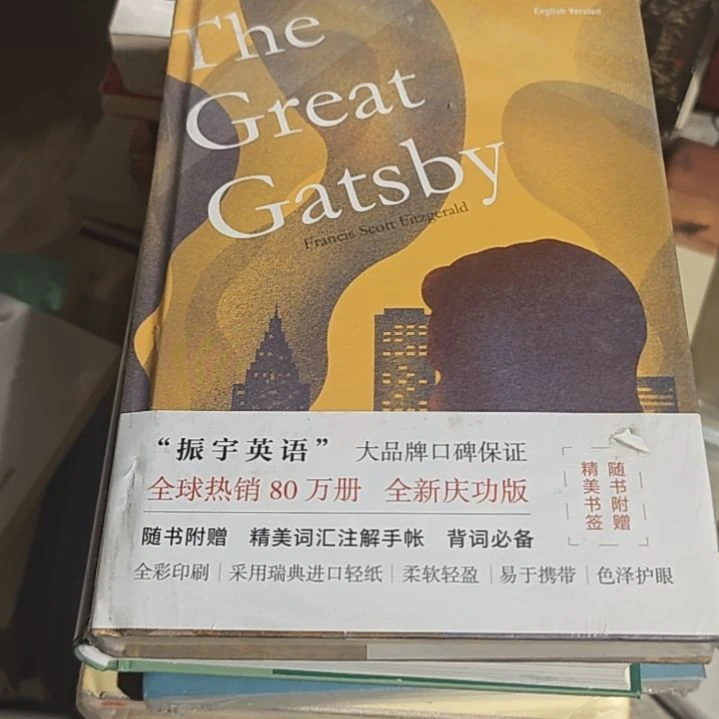 English Version
The
Great
Gatsby
Francis Scott Fitzgerald
“振宇英语” 大品牌口碑保证
全球热销 80 万册 全新庆功版
随书附赠
精美书签
随书附赠 精美词汇注解手帐 背词必备
全彩印刷|采用瑞典进口轻纸|柔软轻盈|易于携带|色泽护眼